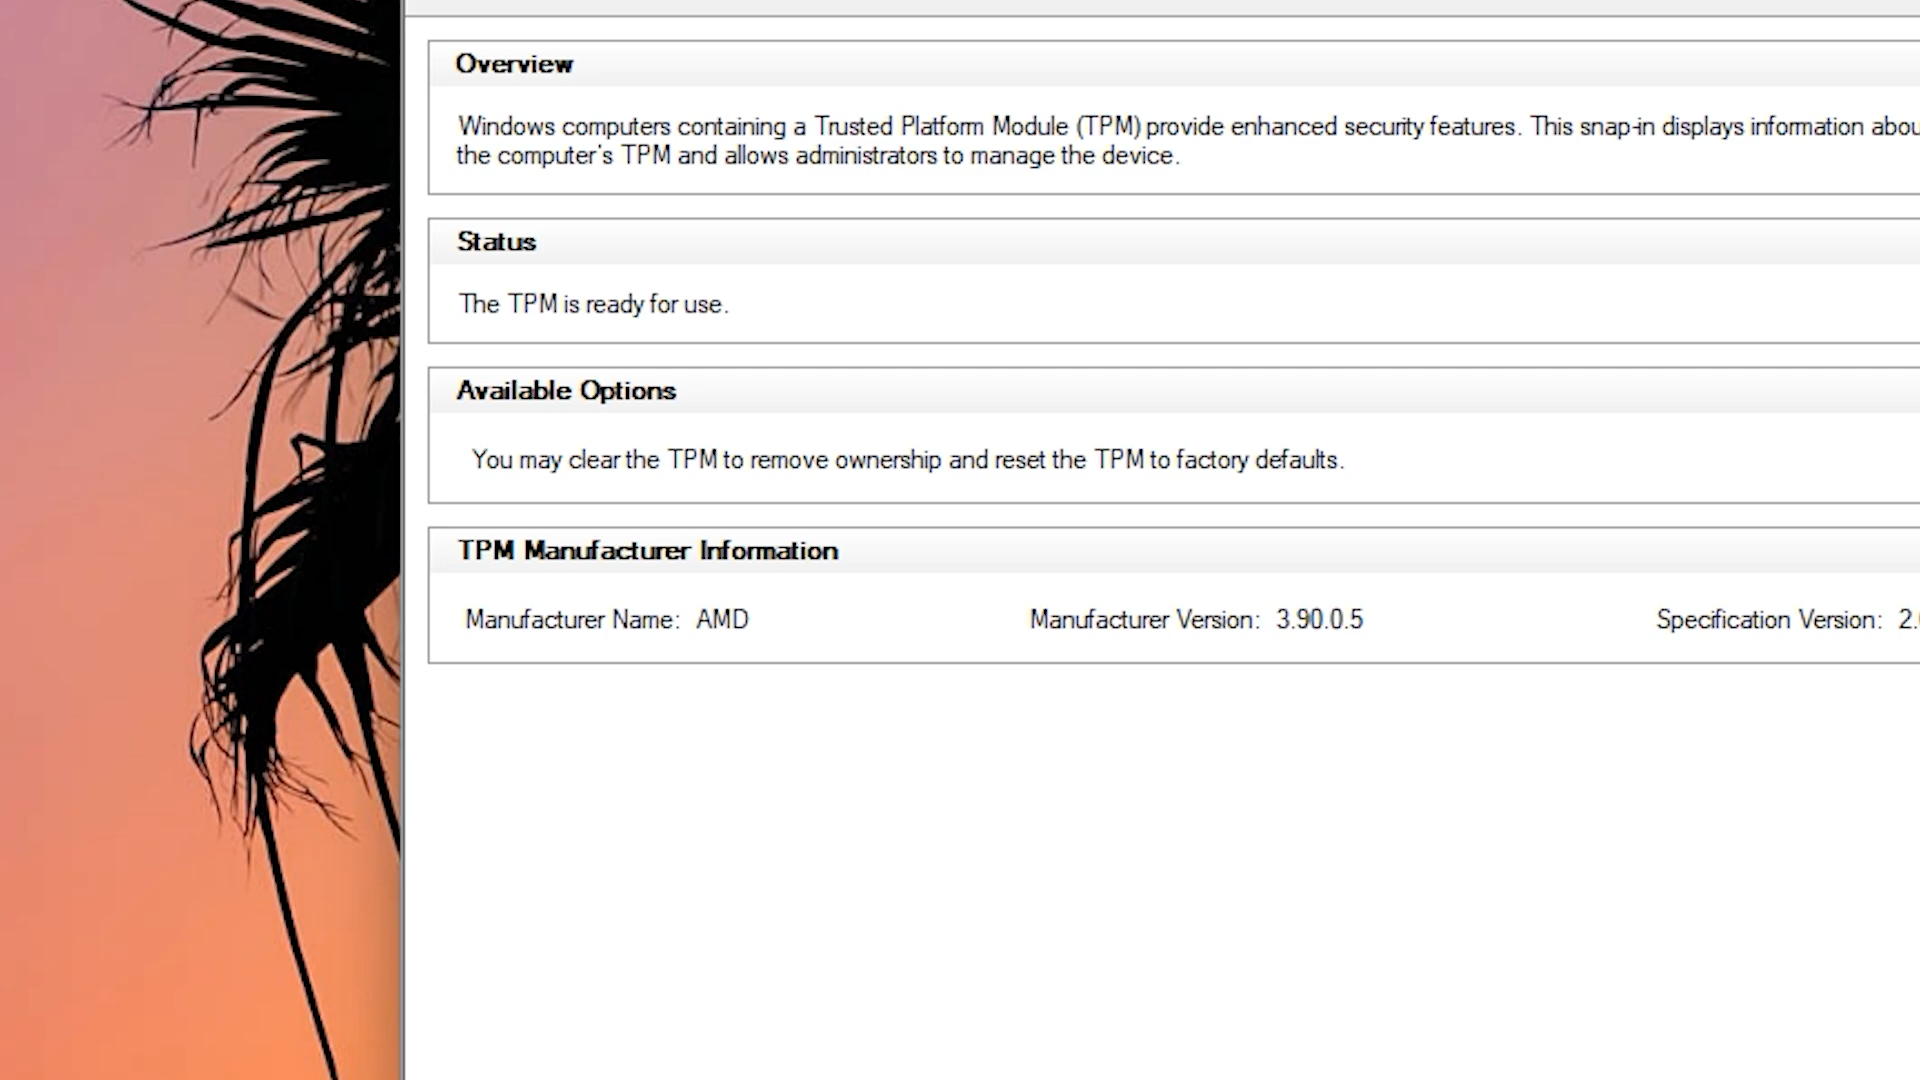 Overview
Windows computers containing a Trusted Platform Module (TPM) provide enhanced security features. This snap-in displays information abou
the computer's TPM and allows administrators to manage the device.
Status
The TPM is ready for use.
Available Options
You may clear the TPM to remove ownership and reset the TPM to factory defaults.
TPM Manufacturer Information
Manufacturer Name: AMD Manufacturer Version: 3.90.0.5 Specification Version: 2.